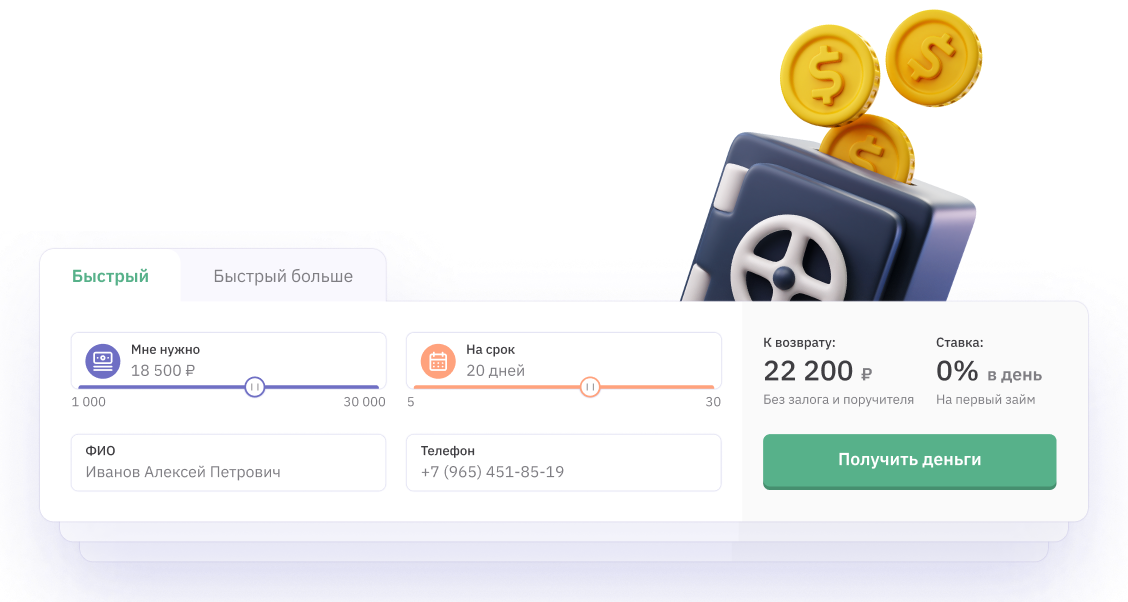 Быстрый
Быстрый больше
Мне нужно
18 500 ₽
1 000
30 000
На срок
20 дней
5
30
ФИО
Иванов Алексей Петрович
Телефон
+7 (965) 451-85-19
К возврату:
22 200 ₽
Без залога и поручителя
Ставка:
0% в день
На первый займ
Получить деньги